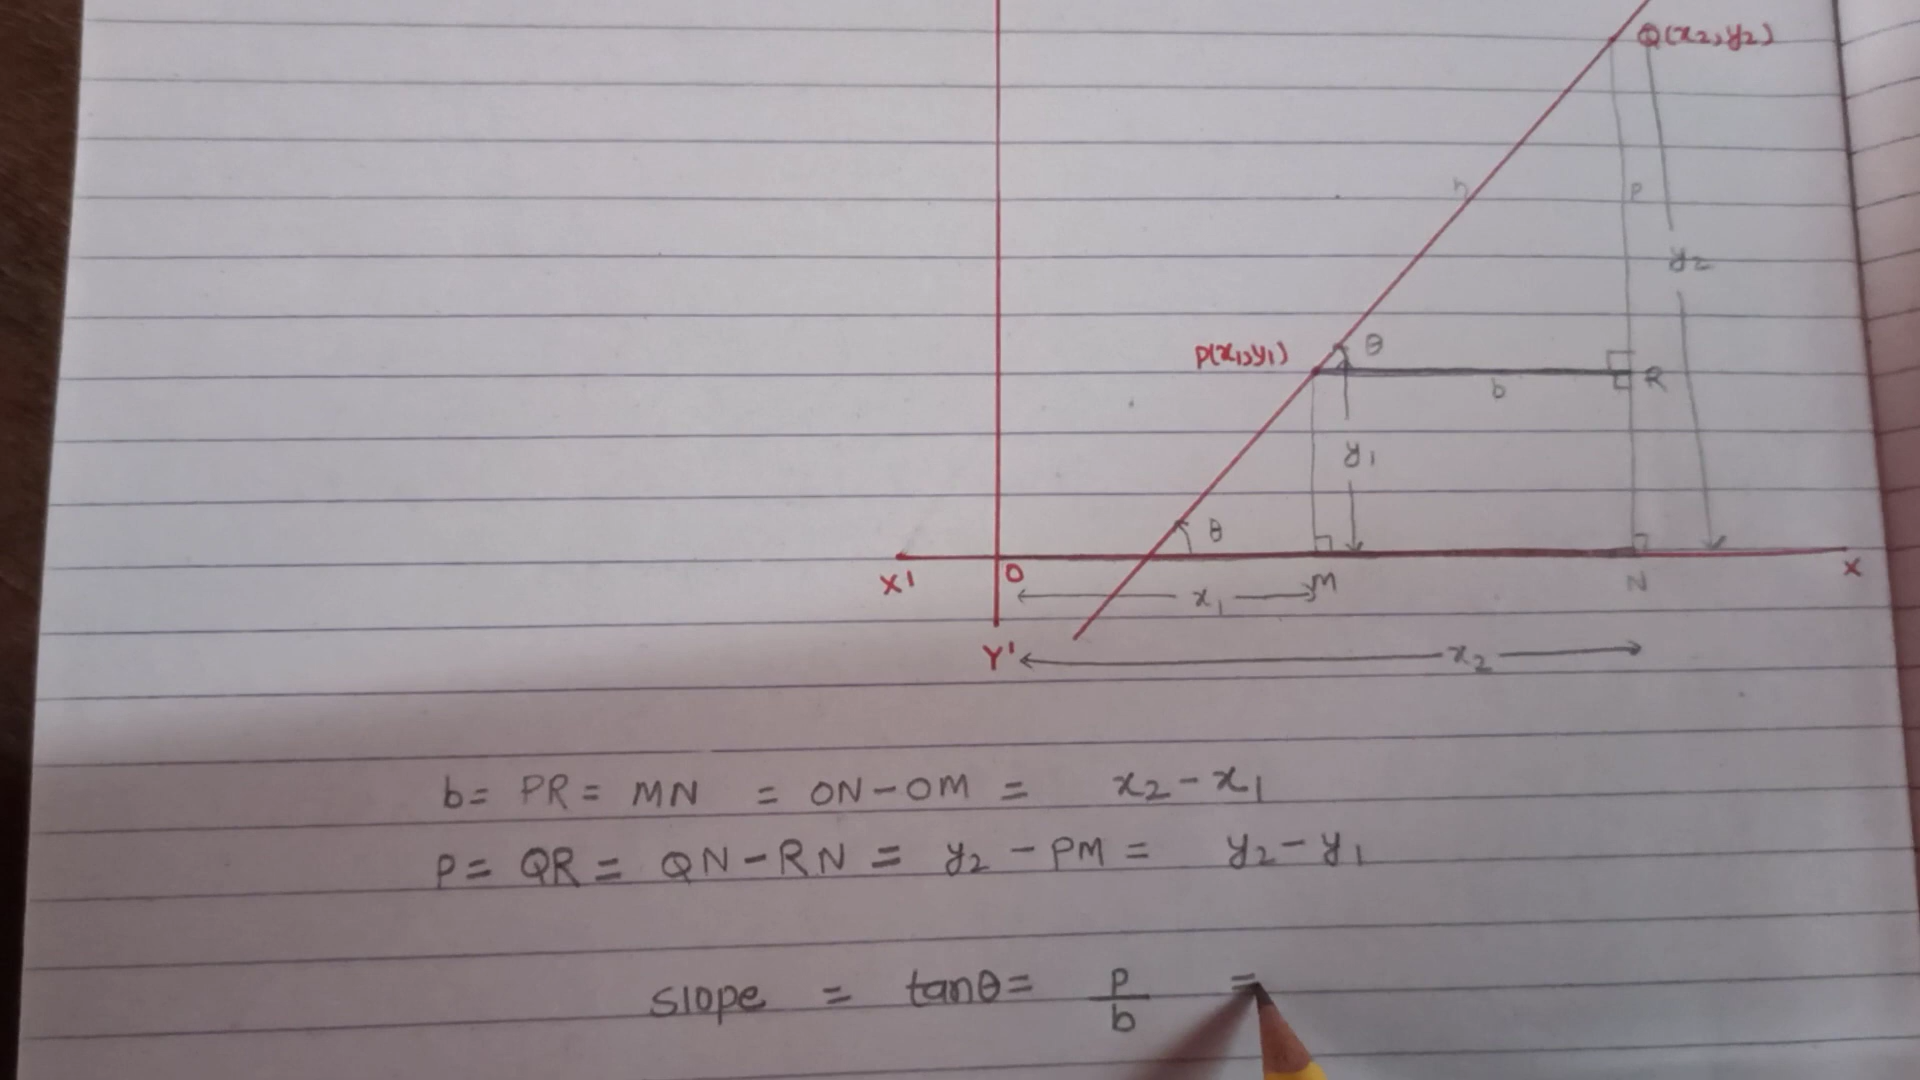 Q(x2,y2)
h
P
y2
P(x1,y1)
θ
R
b
y1
θ
X' O M N X
x1
Y' x2
b = PR = MN = ON - OM = x2 - x1
P = QR = QN - RN = y2 - PM = y2 - y1
slope = tanθ = P/b =